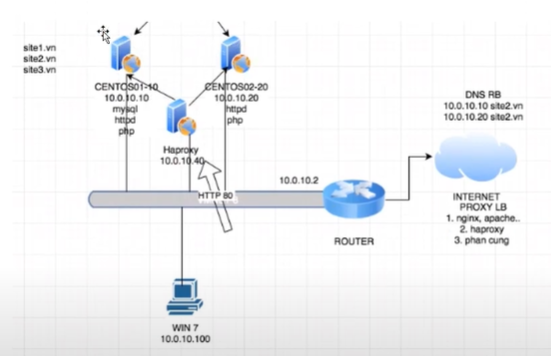 site1.vn
site2.vn
site3.vn
CENTOS01-10
10.0.10.10
mysql
httpd
php
CENTOS02-20
10.0.10.20
httpd
php
Haproxy
10.0.10.40
HTTP 80
10.0.10.2
ROUTER
DNS RB
10.0.10.10 site2.vn
10.0.10.20 site2.vn
INTERNET
PROXY LB
1. nginx, apache..
2. haproxy
3. phan cung
WIN 7
10.0.10.100